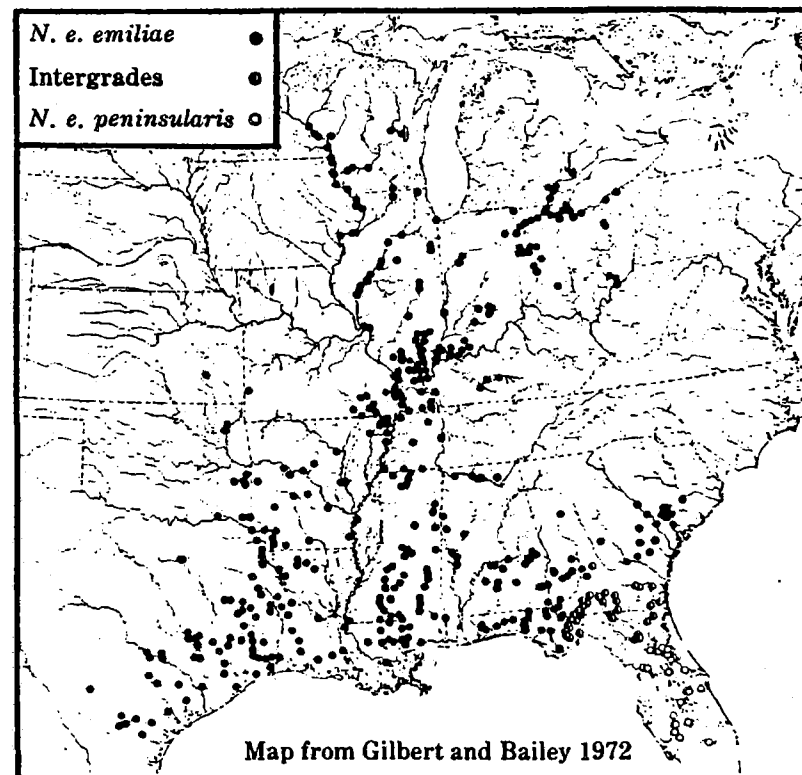 N. e. emiliae
Intergrades
N. e. peninsularis
Map from Gilbert and Bailey 1972